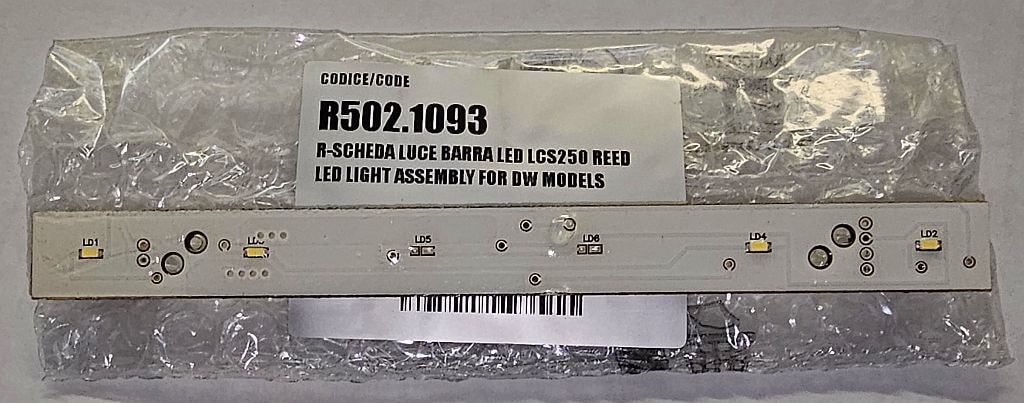 CODICE/CODE
R502.1093
R-SCHEDA LUCE BARRA LED LCS250 REED
LED LIGHT ASSEMBLY FOR DW MODELS
LD1
LD5
LD6
LD4
LD2